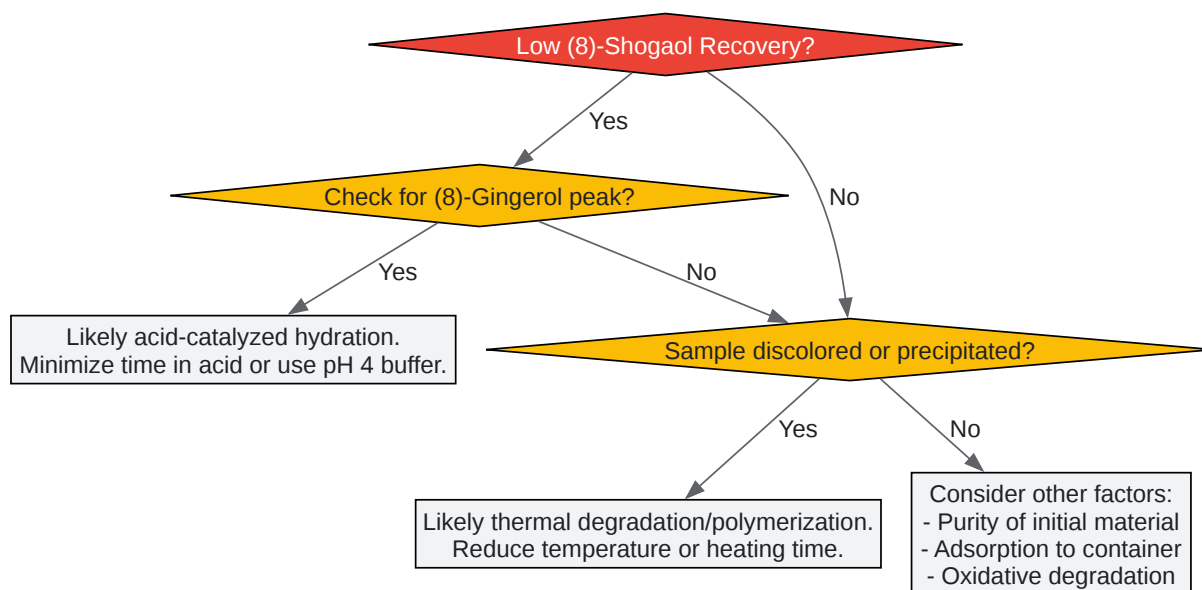 Low (8)-Shogaol Recovery?
Yes
Check for (8)-Gingerol peak?
No
Yes
No
Likely acid-catalyzed hydration.
Minimize time in acid or use pH 4 buffer.
Sample discolored or precipitated?
Yes
No
Likely thermal degradation/polymerization.
Reduce temperature or heating time.
Consider other factors:
- Purity of initial material
- Adsorption to container
- Oxidative degradation